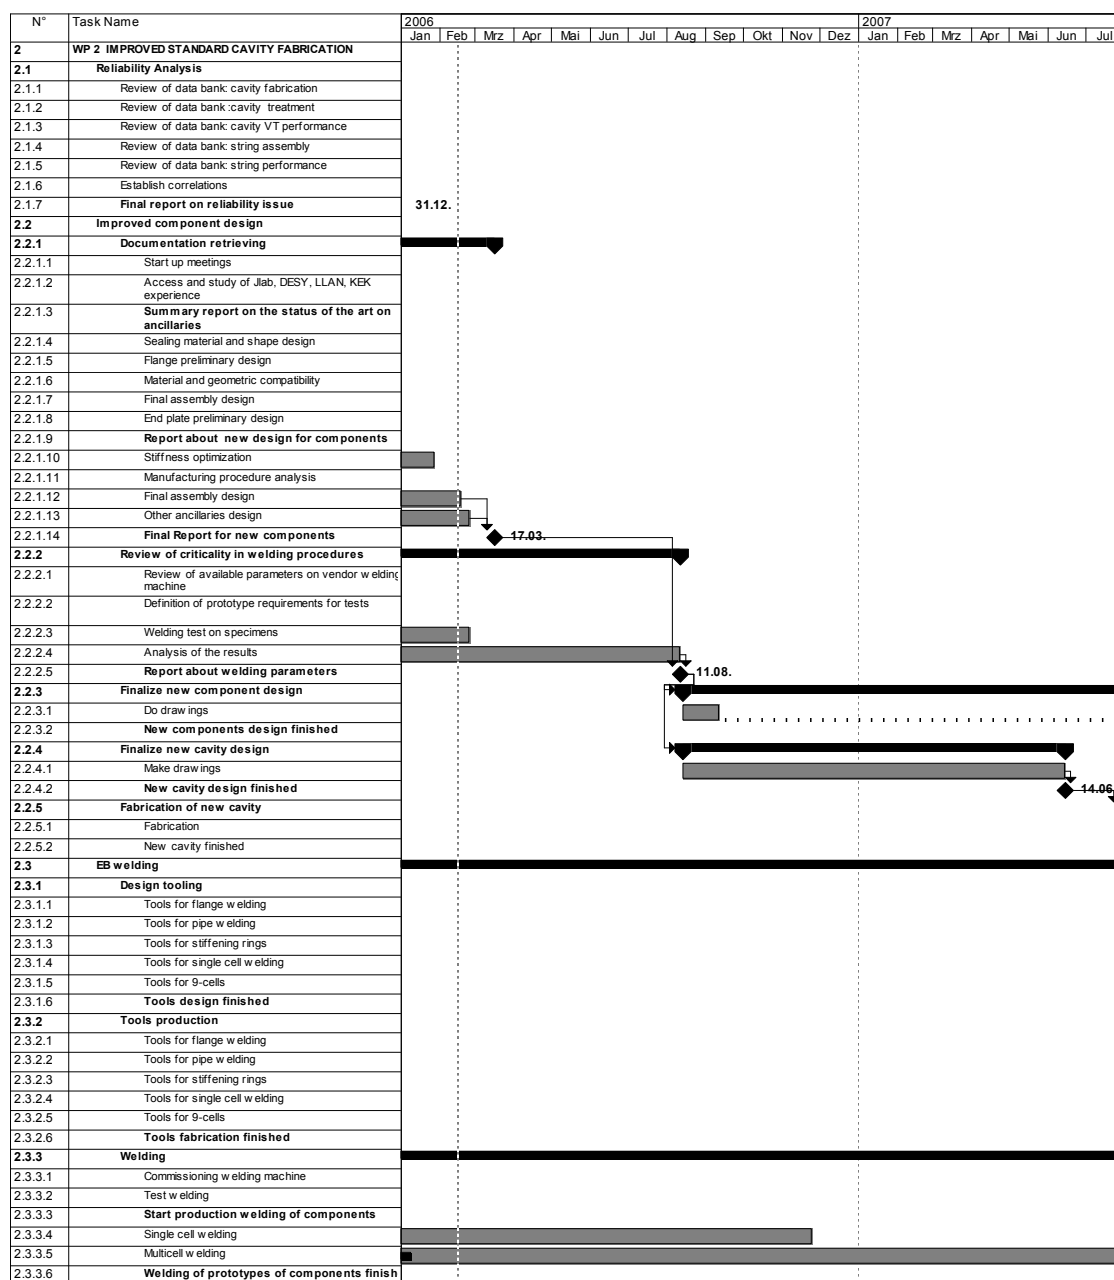 N° Task Name 2006 2007
Jan Feb Mrz Apr Mai Jun Jul Aug Sep Okt Nov Dez Jan Feb Mrz Apr Mai Jun Jul
2 WP 2 IMPROVED STANDARD CAVITY FABRICATION
2.1 Reliability Analysis
2.1.1 Review of data bank: cavity fabrication
2.1.2 Review of data bank :cavity treatment
2.1.3 Review of data bank: cavity VT performance
2.1.4 Review of data bank: string assembly
2.1.5 Review of data bank: string performance
2.1.6 Establish correlations
2.1.7 Final report on reliability issue 31.12.
2.2 Improved component design
2.2.1 Documentation retrieving
2.2.1.1 Start up meetings
2.2.1.2 Access and study of Jlab, DESY, LLAN, KEK
experience
2.2.1.3 Summary report on the status of the art on
ancillaries
2.2.1.4 Sealing material and shape design
2.2.1.5 Flange preliminary design
2.2.1.6 Material and geometric compatibility
2.2.1.7 Final assembly design
2.2.1.8 End plate preliminary design
2.2.1.9 Report about new design for components
2.2.1.10 Stiffness optimization
2.2.1.11 Manufacturing procedure analysis
2.2.1.12 Final assembly design
2.2.1.13 Other ancillaries design
2.2.1.14 Final Report for new components 17.03.
2.2.2 Review of criticality in welding procedures
2.2.2.1 Review of available parameters on vendor welding
machine
2.2.2.2 Definition of prototype requirements for tests
2.2.2.3 Welding test on specimens
2.2.2.4 Analysis of the results
2.2.2.5 Report about welding parameters 11.08.
2.2.3 Finalize new component design
2.2.3.1 Do drawings
2.2.3.2 New components design finished
2.2.4 Finalize new cavity design
2.2.4.1 Make drawings
2.2.4.2 New cavity design finished 14.06
2.2.5 Fabrication of new cavity
2.2.5.1 Fabrication
2.2.5.2 New cavity finished
2.3 EB welding
2.3.1 Design tooling
2.3.1.1 Tools for flange welding
2.3.1.2 Tools for pipe welding
2.3.1.3 Tools for stiffening rings
2.3.1.4 Tools for single cell welding
2.3.1.5 Tools for 9-cells
2.3.1.6 Tools design finished
2.3.2 Tools production
2.3.2.1 Tools for flange welding
2.3.2.2 Tools for pipe welding
2.3.2.3 Tools for stiffening rings
2.3.2.4 Tools for single cell welding
2.3.2.5 Tools for 9-cells
2.3.2.6 Tools fabrication finished
2.3.3 Welding
2.3.3.1 Commissioning welding machine
2.3.3.2 Test welding
2.3.3.3 Start production welding of components
2.3.3.4 Single cell welding
2.3.3.5 Multicell welding
2.3.3.6 Welding of prototypes of components finish